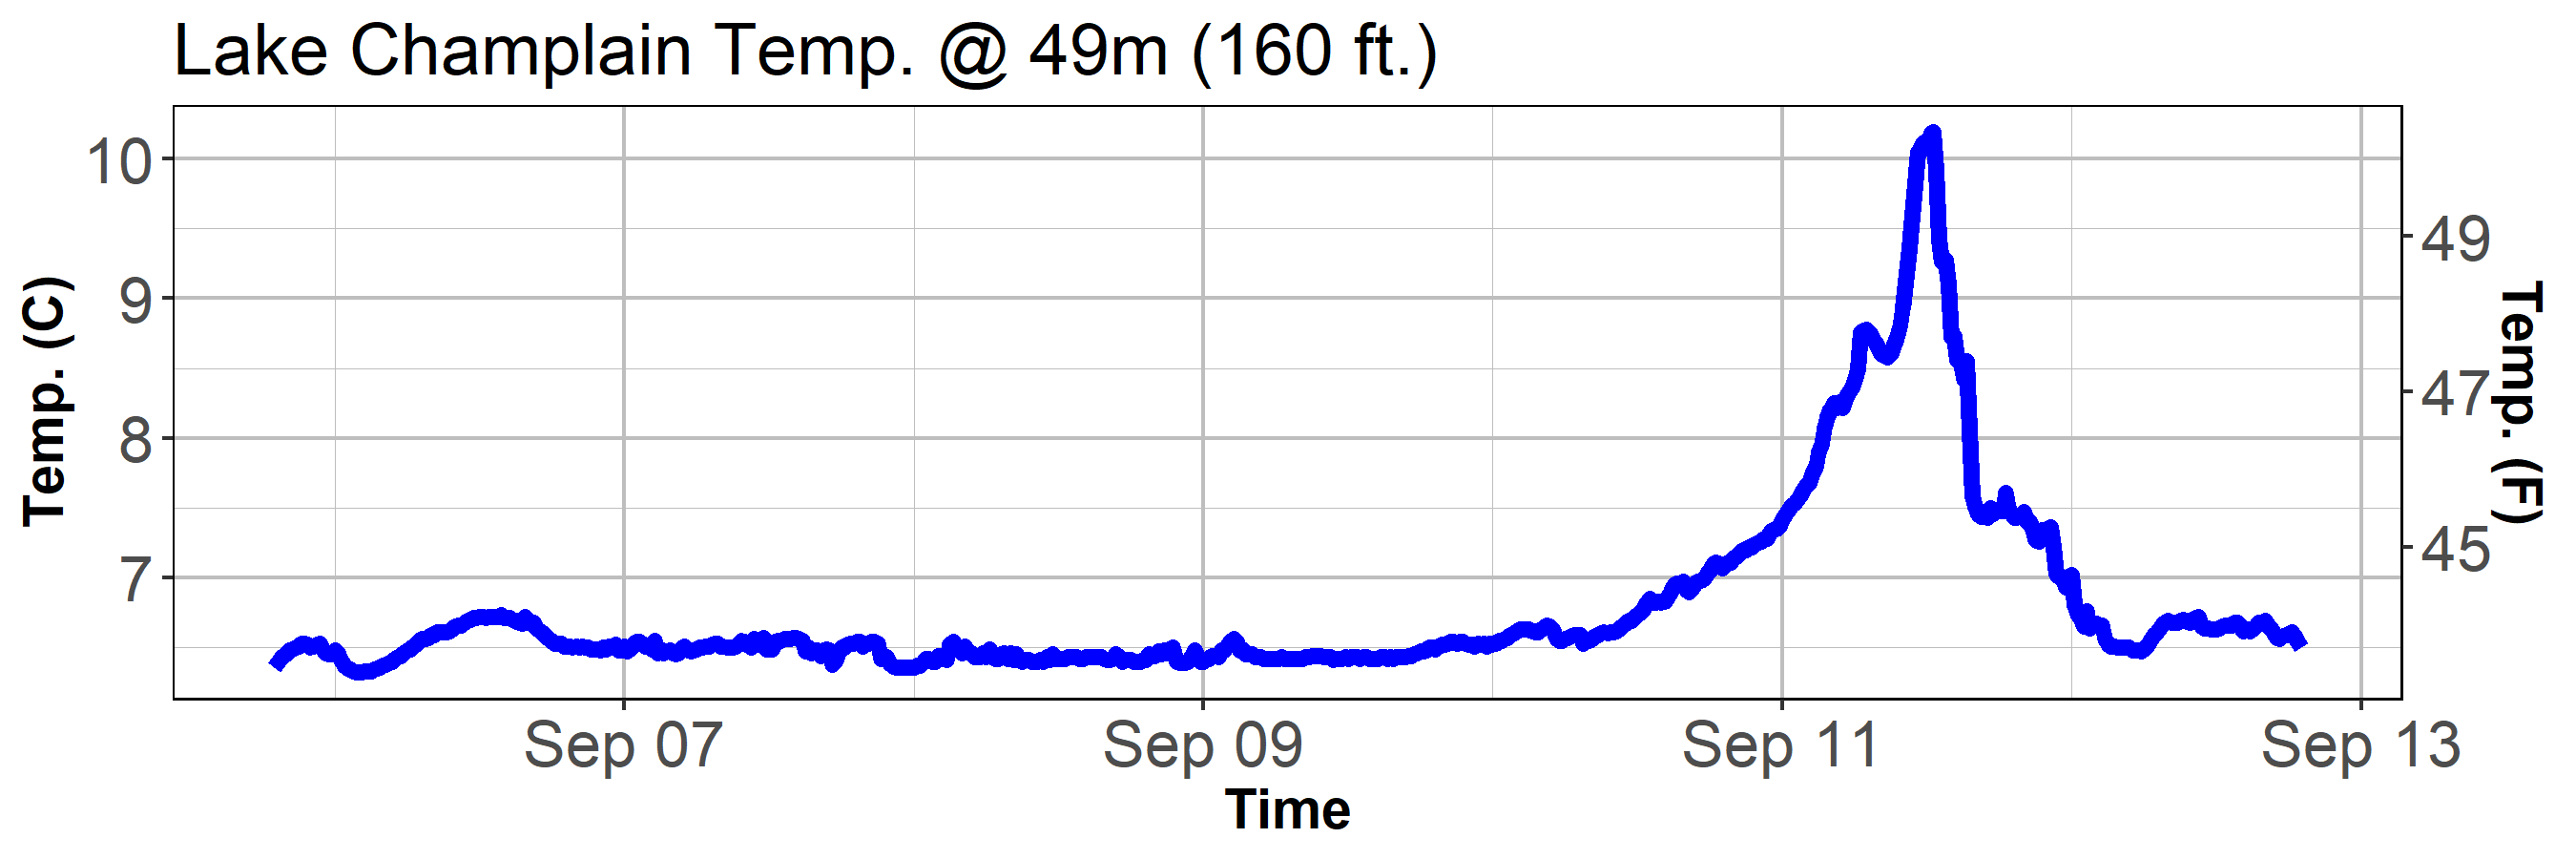 Lake Champlain Temp. @ 49m (160 ft.)
Temp. (C)
10
9
8
7
49
47
45
Temp. (F)
Sep 07 Sep 09 Sep 11 Sep 13
Time